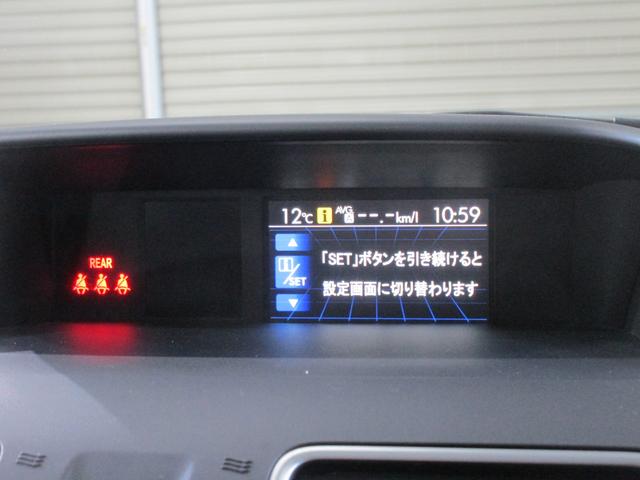 12℃ i AVG --.-km/l 10:59
REAR
i/SET
「SET」ボタンを引き続けると
設定画面に切り替わります